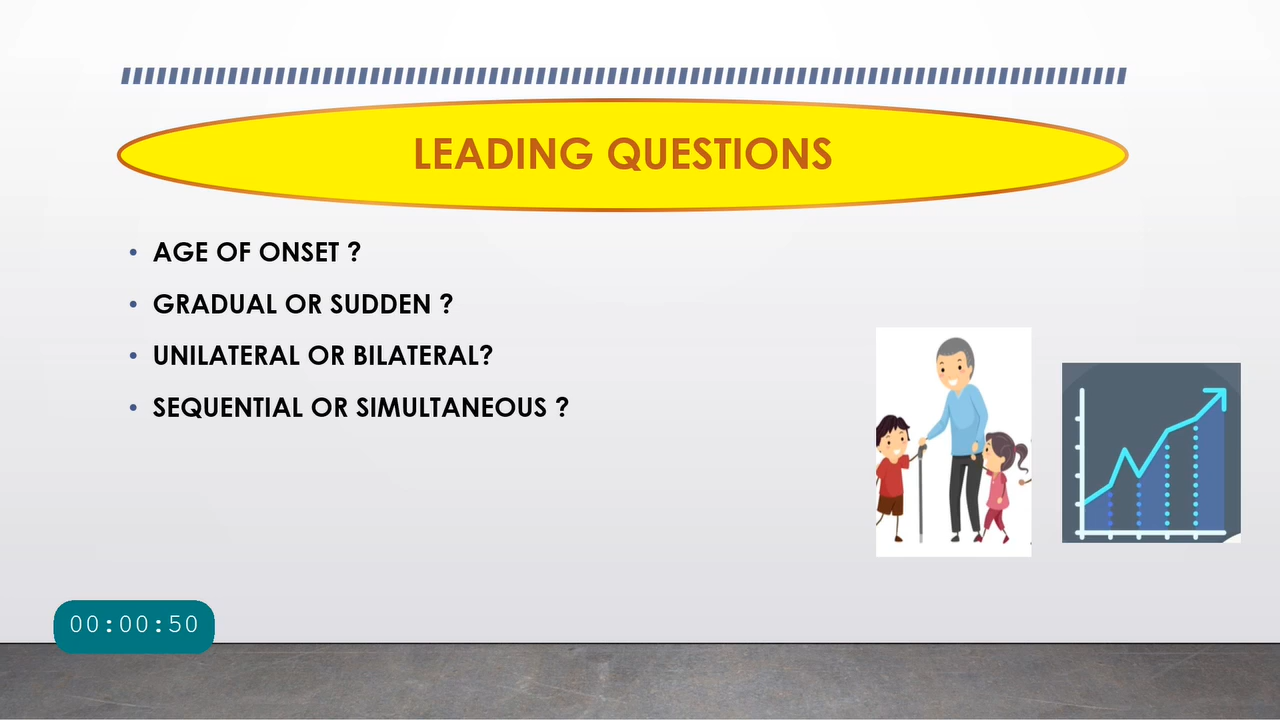 LEADING QUESTIONS
• AGE OF ONSET ?
• GRADUAL OR SUDDEN ?
• UNILATERAL OR BILATERAL?
• SEQUENTIAL OR SIMULTANEOUS ?
00:00:50